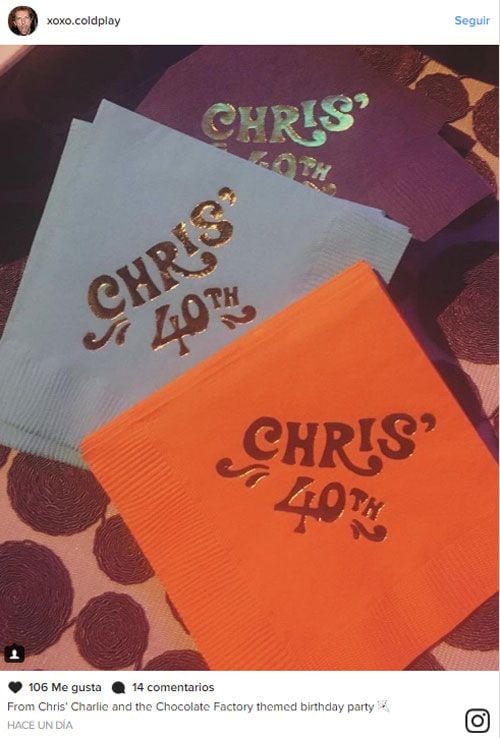 xoxo.coldplay
Seguir
CHRIS'
40TH
CHRIS'
40TH
CHRIS'
40TH
106 Me gusta 14 comentarios
From Chris' Charlie and the Chocolate Factory themed birthday party
HACE UN DÍA